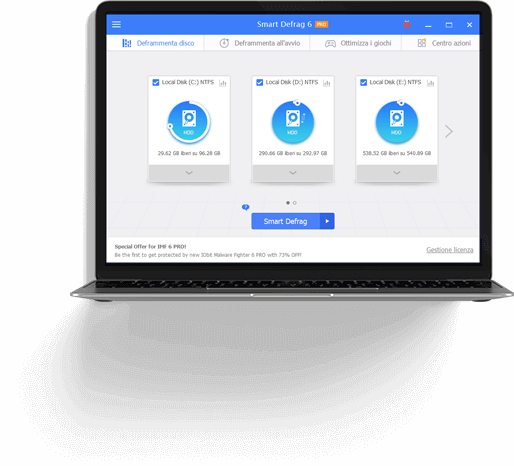 Smart Defrag 6 PRO
Deframmenta disco Deframmenta all'avvio Ottimizza i giochi Centro azioni
Local Disk (C:) NTFS Local Disk (D:) NTFS Local Disk (E:) NTFS
HDD HDD HDD
29.62 GB liberi su 96.28 GB 290.66 GB liberi su 292.97 GB 538.52 GB liberi su 540.89 GB
Smart Defrag
Special Offer for IMF 6 PRO!
Be the first to get protected by new IObit Malware Fighter 6 PRO with 73% OFF!
Gestione licenza